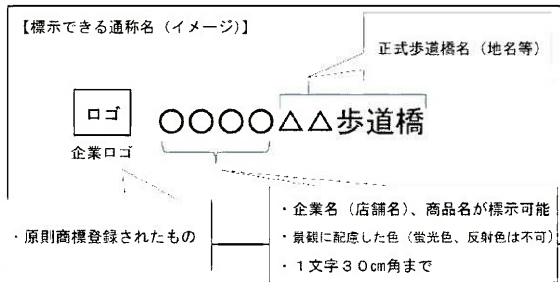 【標示できる通称名（イメージ）】
正式歩道橋名（地名等）
ロゴ
○○○○△△歩道橋
企業ロゴ
・原則商標登録されたもの
・企業名（店舗名）、商品名が標示可能
・景観に配慮した色（蛍光色、反射色は不可）
・１文字３０㎝角まで